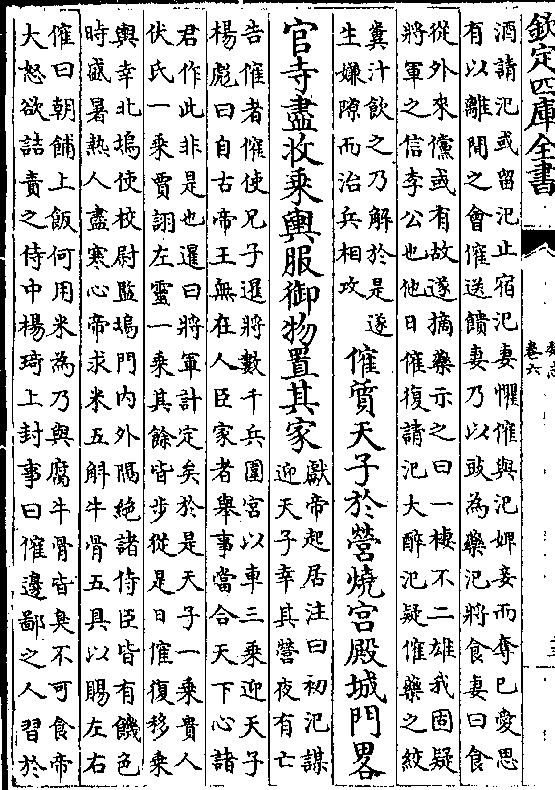 欽定四庫全書
卷六
酒請汜或留汜止宿汜妻懼傕與汜婢妾而奪己愛思
有以離間之會傕送饋妻乃以豉為藥汜將食妻曰食
從外來儻或有故遂摘藥示之曰一棲不二雄我固疑
將軍之信李公也他日傕復請汜大醉汜疑傕藥之絞
糞汁飲之乃解於是遂
生嫌隙而治兵相攻
傕質天子於營燒宮殿城門畧
官寺盡收乘輿服御物置其家
獻帝起居注曰初汜謀
迎天子幸其營夜有亡
告傕者傕使兄子暹將數千兵圍宮以車三乘迎天子
楊彪曰自古帝王無在人臣家者舉事當合天下心諸
君作此非是也暹曰將軍計定矣於是天子一乘貴人
伏氏一乘賈詡左靈一乘其餘皆步從是日傕復移乘
輿幸北塢使校尉監塢門內外隔絶諸侍臣皆有饑色
時盛暑熱人盡寒心帝求米五斛牛骨五具以賜左右
傕曰朝餔上飯何用米為乃與腐牛骨皆臭不可食帝
大怒欲詰責之侍中楊琦上封事曰傕邊鄙之人習於